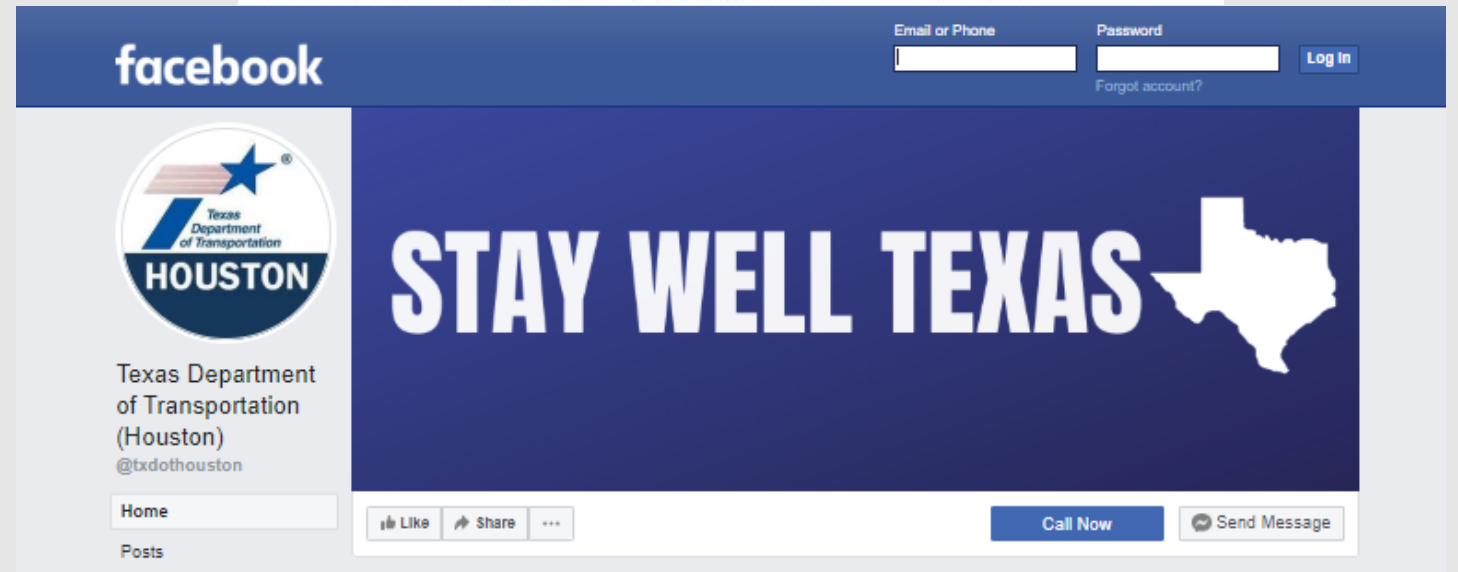 facebook
Email or Phone
Password
Log In
Forgot account?
®
Texas
Department
of Transportation
HOUSTON
STAY WELL TEXAS
Texas Department
of Transportation
(Houston)
@txdothouston
Home
Posts
Like
Share
...
Call Now
Send Message